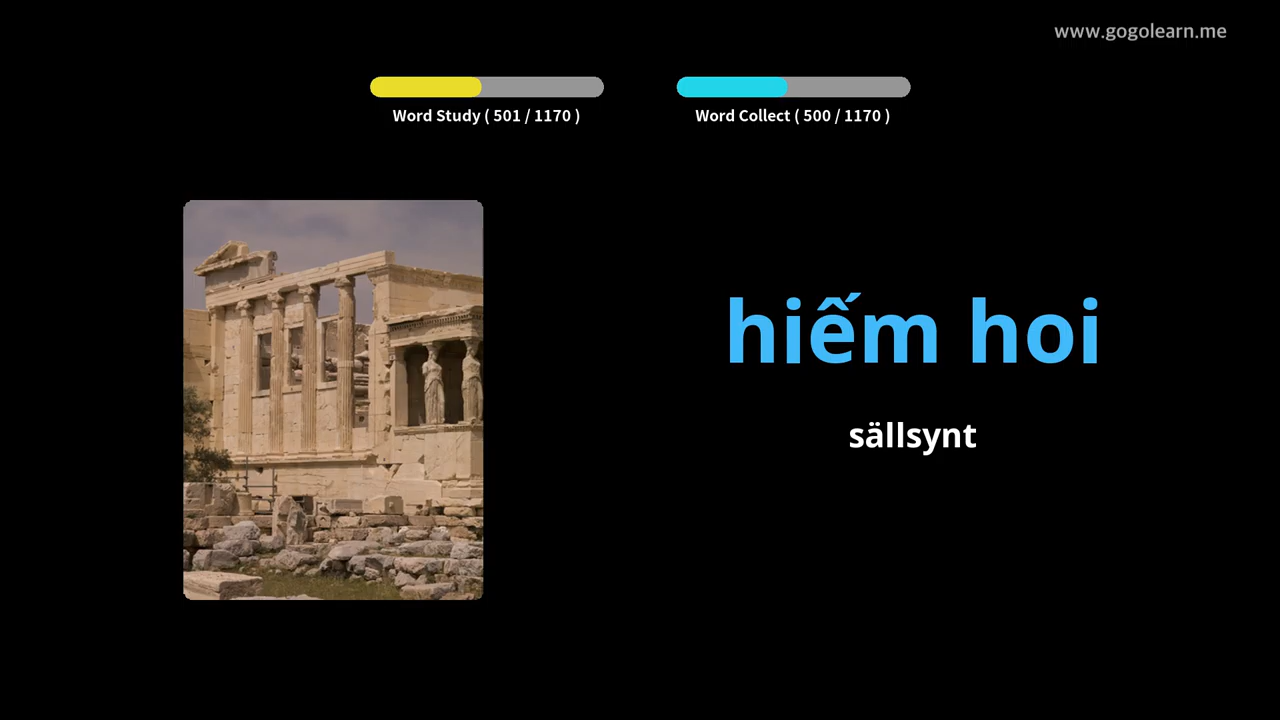 www.gogolearn.me
Word Study ( 501 / 1170 )
Word Collect ( 500 / 1170 )
hiếm hoi
sällsynt